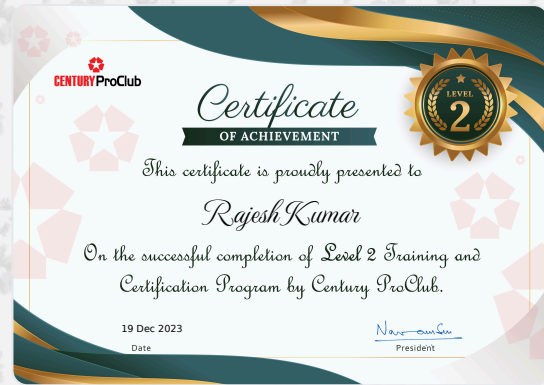 CENTURY ProClub
LEVEL
2
Certificate
OF ACHIEVEMENT
This certificate is proudly presented to
Rajesh Kumar
On the successful completion of Level 2 Training and
Certification Program by Century ProClub.
19 Dec 2023
Date
President